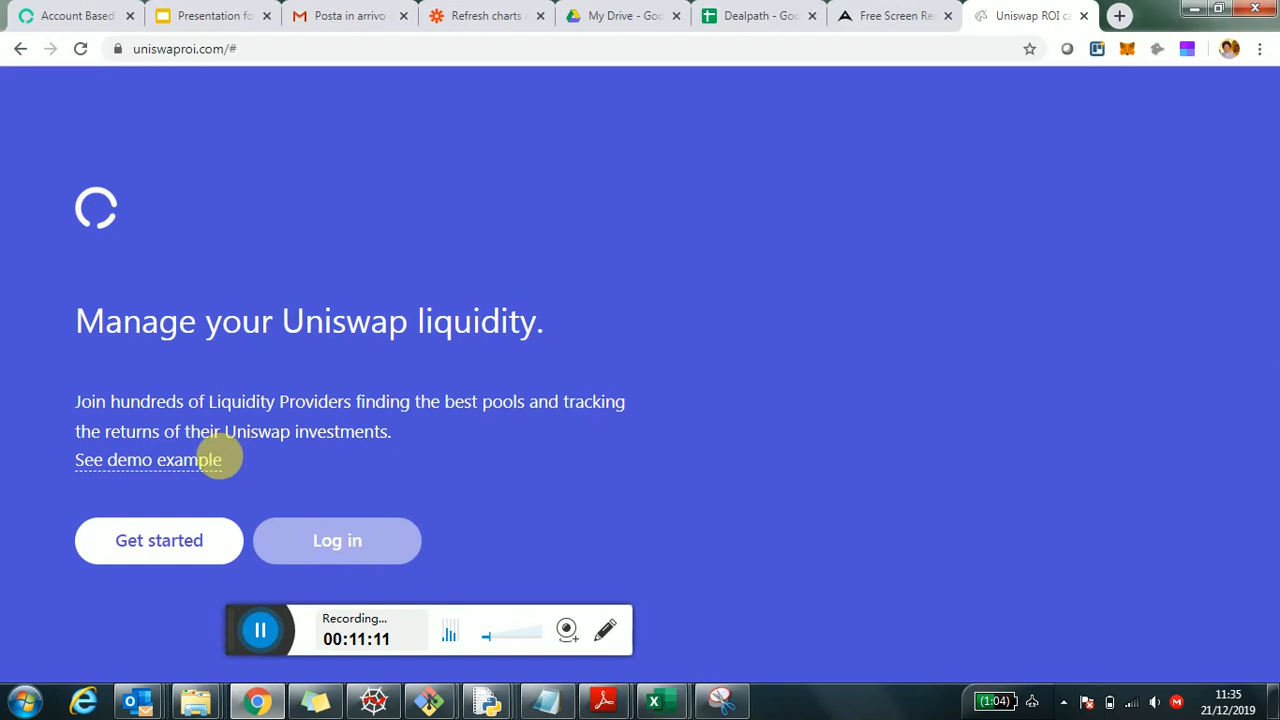 Account Based
Presentation fo
Posta in arrivo
Refresh charts
My Drive - Goo
Dealpath - Goo
Free Screen Re
Uniswap ROI ca
uniswaproi.com/#
Manage your Uniswap liquidity.
Join hundreds of Liquidity Providers finding the best pools and tracking
the returns of their Uniswap investments.
See demo example
Get started
Log in
Recording...
00:11:11
(1:04)
11:35
21/12/2019